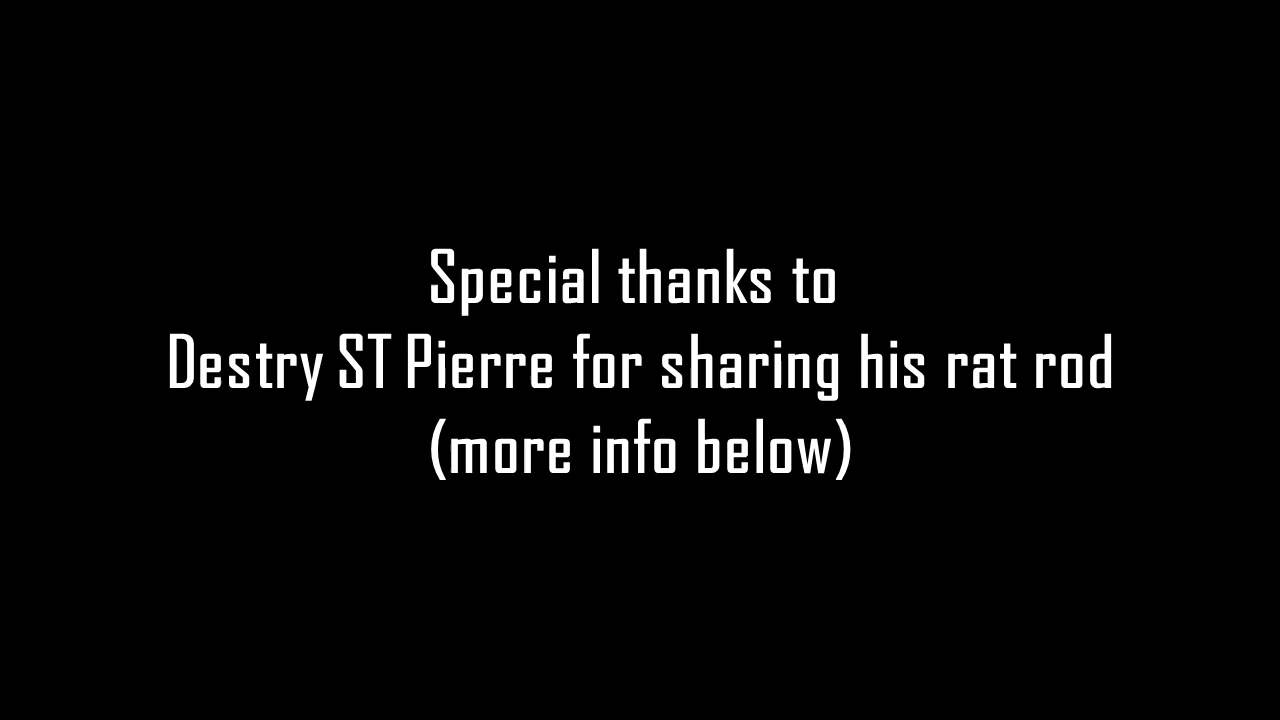 Special thanks to
Destry ST Pierre for sharing his rat rod
(more info below)